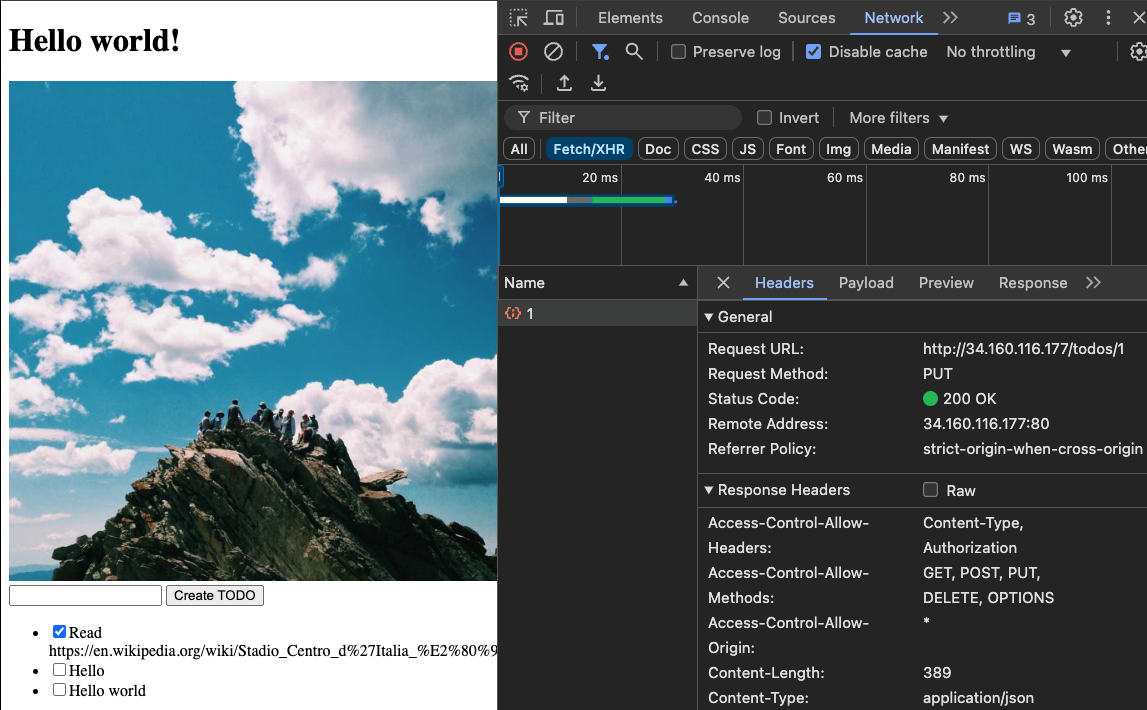 Hello world!
Create TODO
Read
https://en.wikipedia.org/wiki/Stadio_Centro_d%27Italia_%E2%80%9
Hello
Hello world
Elements Console Sources Network 3
Preserve log Disable cache No throttling
Filter Invert More filters
All Fetch/XHR Doc CSS JS Font Img Media Manifest WS Wasm Other
20 ms 40 ms 60 ms 80 ms 100 ms
Name
1
Headers Payload Preview Response
General
Request URL: http://34.160.116.177/todos/1
Request Method: PUT
Status Code: 200 OK
Remote Address: 34.160.116.177:80
Referrer Policy: strict-origin-when-cross-origin
Response Headers Raw
Access-Control-Allow- Content-Type,
Headers: Authorization
Access-Control-Allow- GET, POST, PUT,
Methods: DELETE, OPTIONS
Access-Control-Allow- *
Origin:
Content-Length: 389
Content-Type: application/json